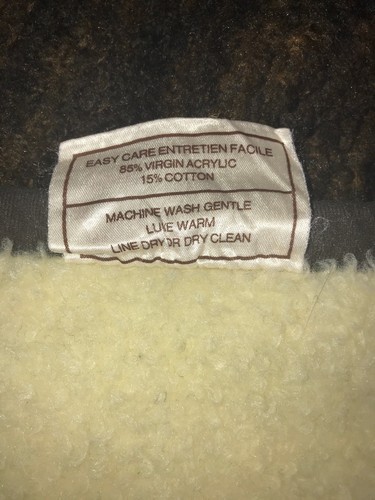 EASY CARE ENTRETIEN FACILE
85% VIRGIN ACRYLIC
15% COTTON
MACHINE WASH GENTLE
LUKE WARM
LINE DRY OR DRY CLEAN